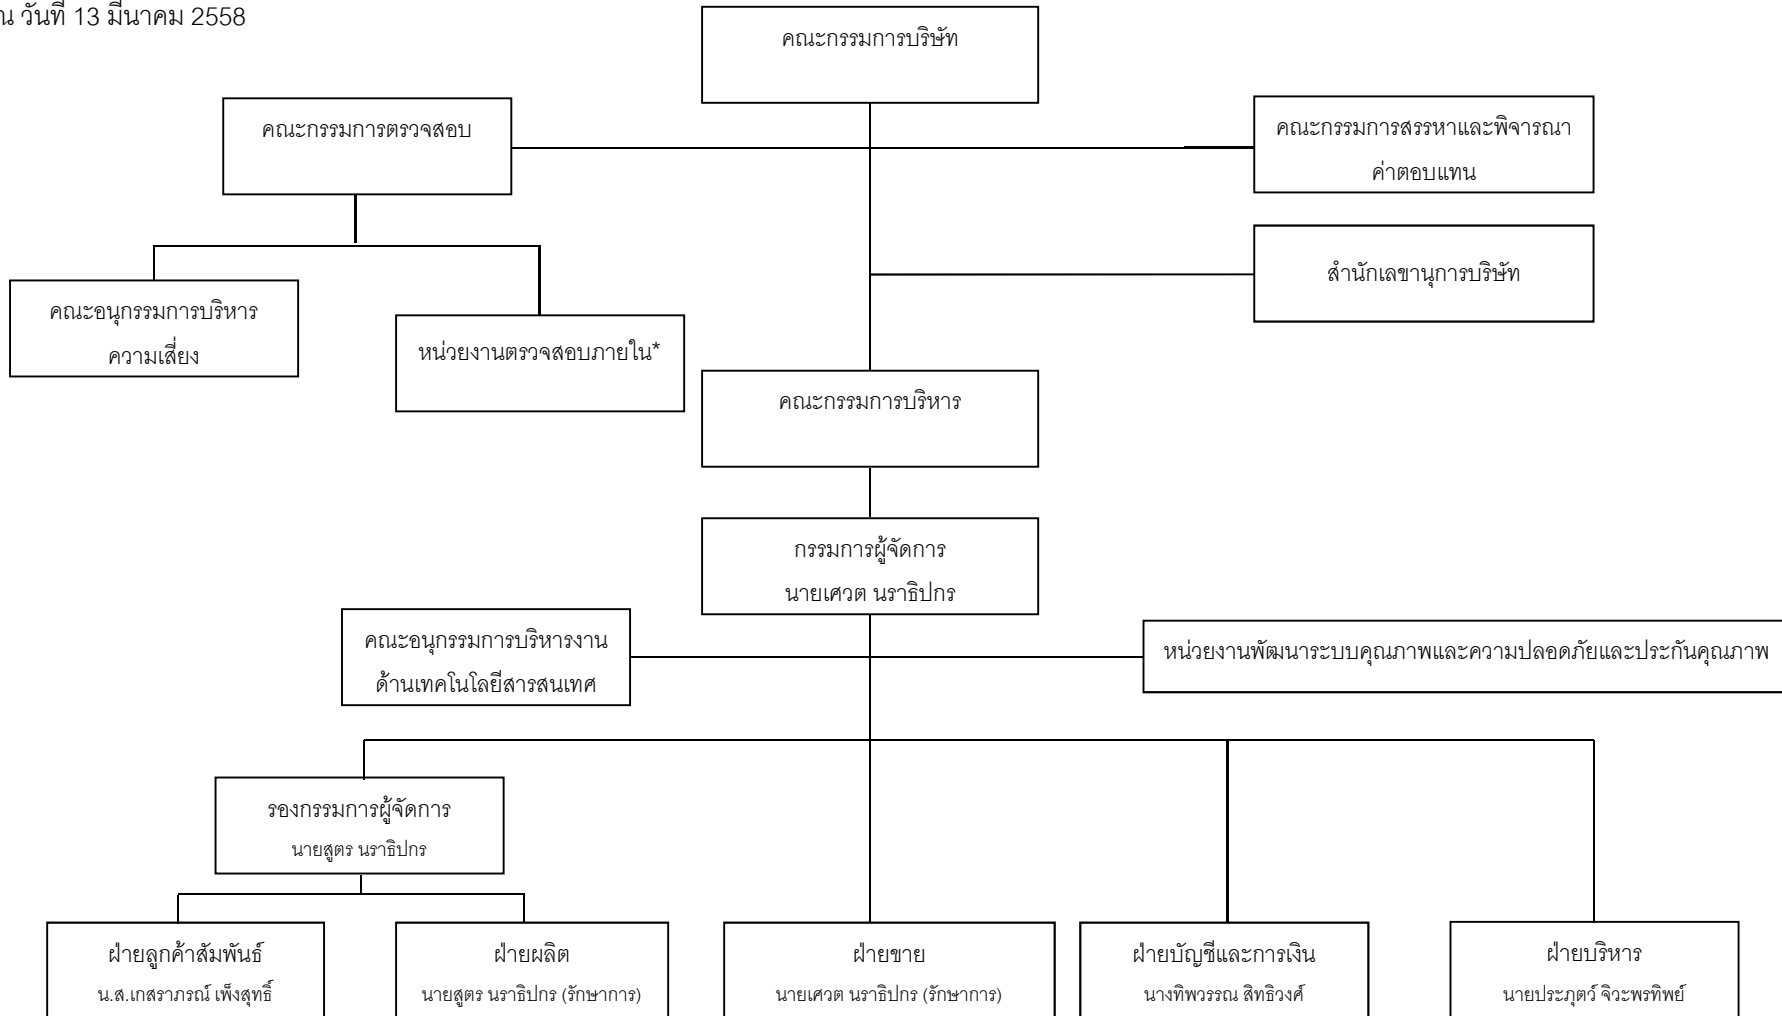 ณ วันที่ 13 มีนาคม 2558
คณะกรรมการบริษัท
คณะกรรมการตรวจสอบ
คณะกรรมการสรรหาและพิจารณา
ค่าตอบแทน
สำนักเลขานุการบริษัท
คณะอนุกรรมการบริหาร
ความเสี่ยง
หน่วยงานตรวจสอบภายใน*
คณะกรรมการบริหาร
กรรมการผู้จัดการ
นายเศวต นราธิปกร
คณะอนุกรรมการบริหารงาน
ด้านเทคโนโลยีสารสนเทศ
หน่วยงานพัฒนาระบบคุณภาพและความปลอดภัยและประกันคุณภาพ
รองกรรมการผู้จัดการ
นายสูตร นราธิปกร
ฝ่ายลูกค้าสัมพันธ์
น.ส.เกสราภรณ์ เพ็งสุทธิ์
ฝ่ายผลิต
นายสูตร นราธิปกร (รักษาการ)
ฝ่ายขาย
นายเศวต นราธิปกร (รักษาการ)
ฝ่ายบัญชีและการเงิน
นางทิพวรรณ สิทธิวงศ์
ฝ่ายบริหาร
นายประภุตว์ จิวะพรทิพย์